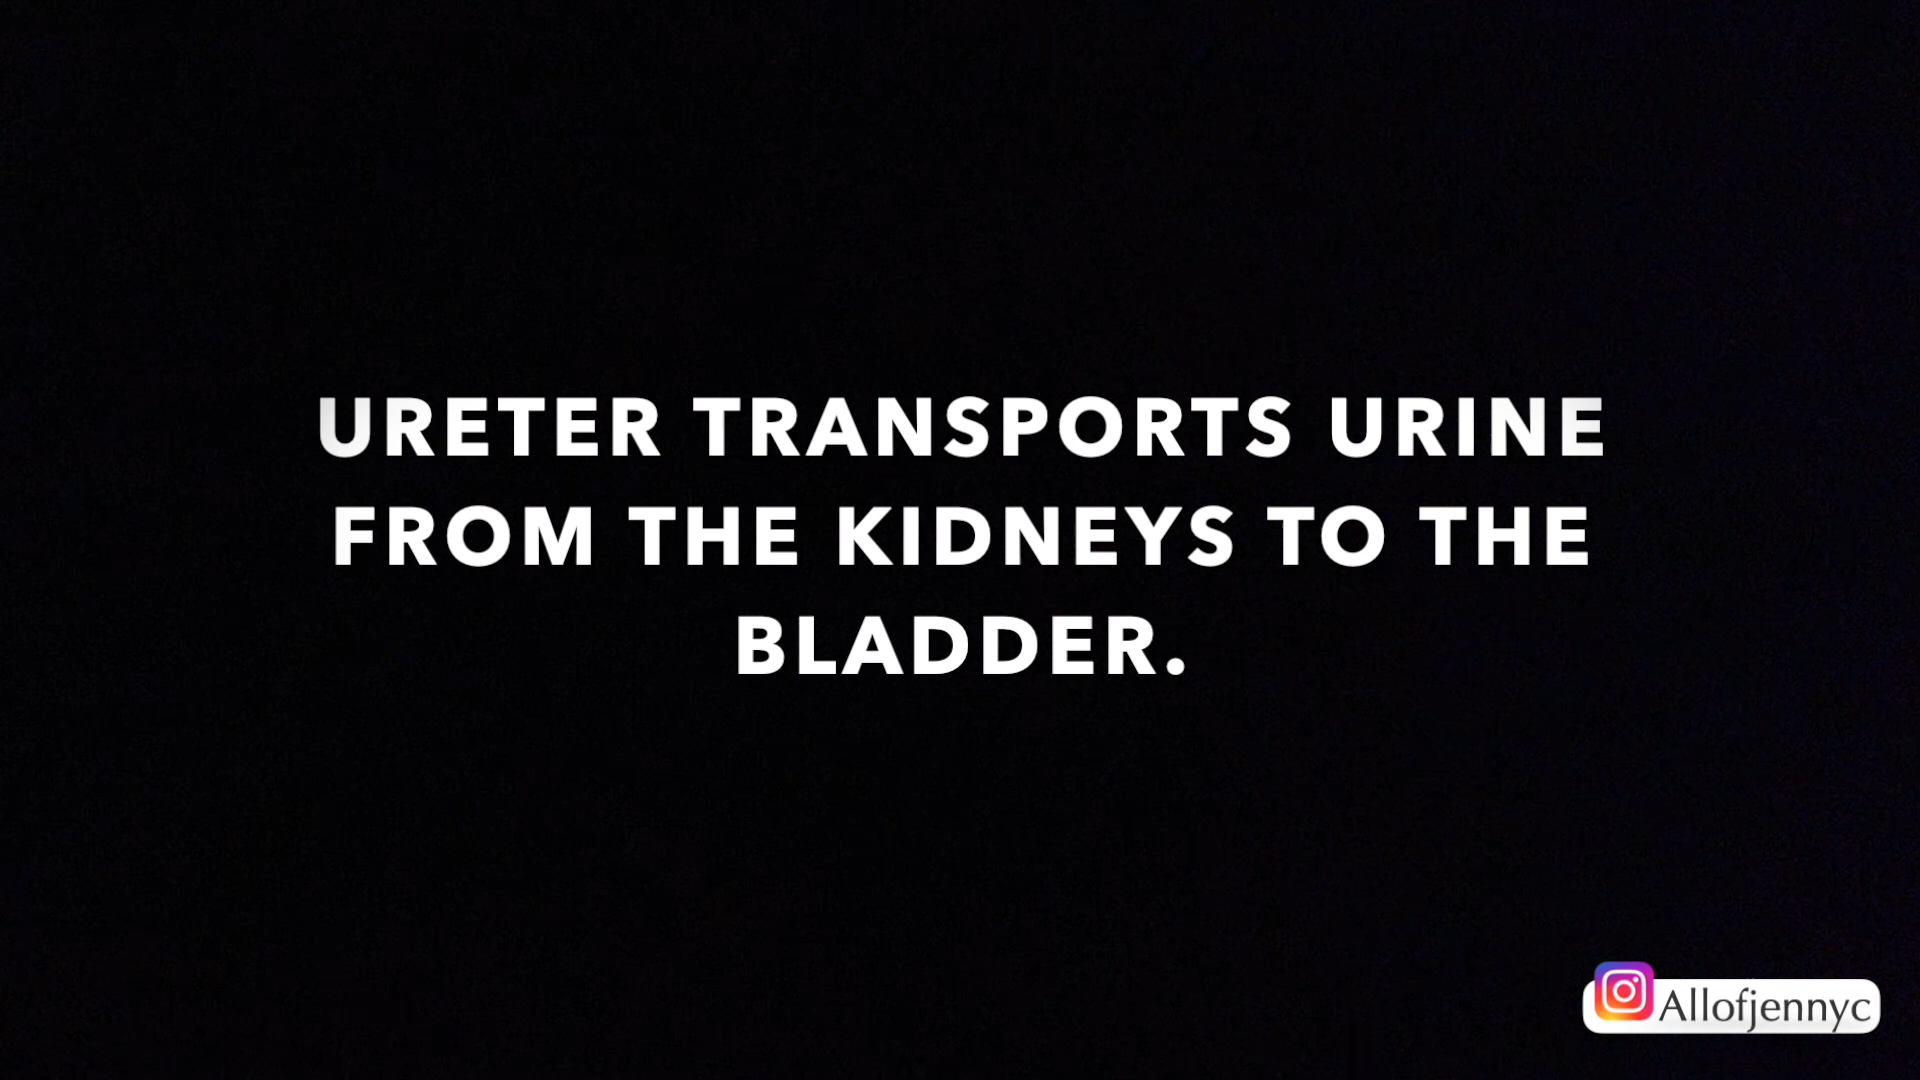 URETER TRANSPORTS URINE
FROM THE KIDNEYS TO THE
BLADDER.
Allofjennyc